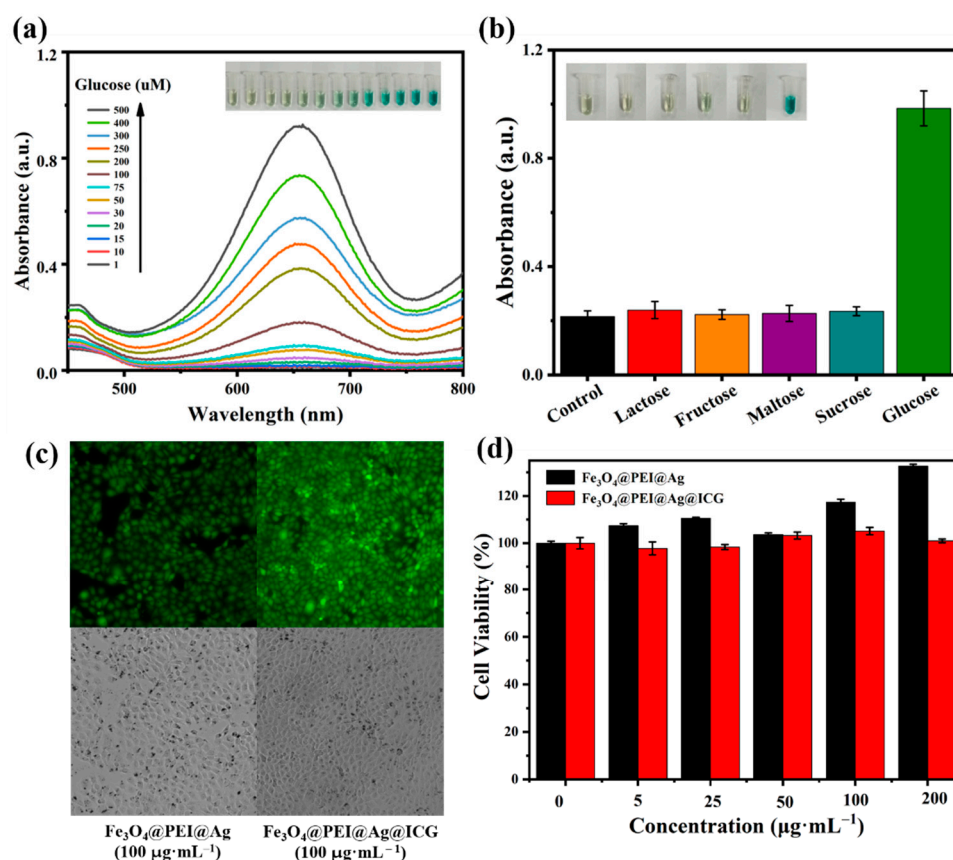 (a)
Absorbance (a.u.)
1.2
0.8
0.4
0.0
Glucose (uM)
500
400
300
250
200
100
75
50
30
20
15
10
1
500
600
700
800
Wavelength (nm)
(b)
Absorbance (a.u.)
1.2
0.8
0.4
0.0
Control
Lactose
Fructose
Maltose
Sucrose
Glucose
(c)
Fe₃O₄@PEI@Ag
(100 μg·mL⁻¹)
Fe₃O₄@PEI@Ag@ICG
(100 μg·mL⁻¹)
(d)
Cell Viability (%)
120
100
80
60
40
20
0
Fe₃O₄@PEI@Ag
Fe₃O₄@PEI@Ag@ICG
0
5
25
50
100
200
Concentration (μg·mL⁻¹)